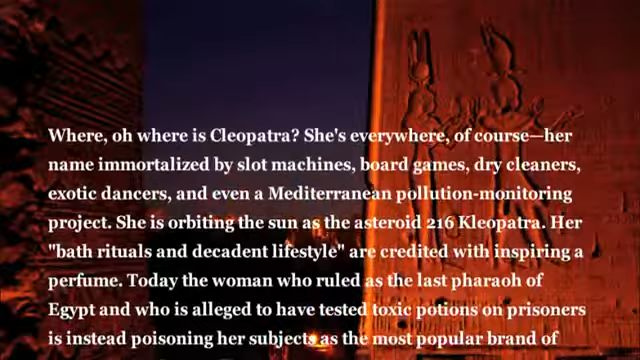 Where, oh where is Cleopatra? She's everywhere, of course—her
name immortalized by slot machines, board games, dry cleaners,
exotic dancers, and even a Mediterranean pollution-monitoring
project. She is orbiting the sun as the asteroid 216 Kleopatra. Her
"bath rituals and decadent lifestyle" are credited with inspiring a
perfume. Today the woman who ruled as the last pharaoh of
Egypt and who is alleged to have tested toxic potions on prisoners
is instead poisoning her subjects as the most popular brand of